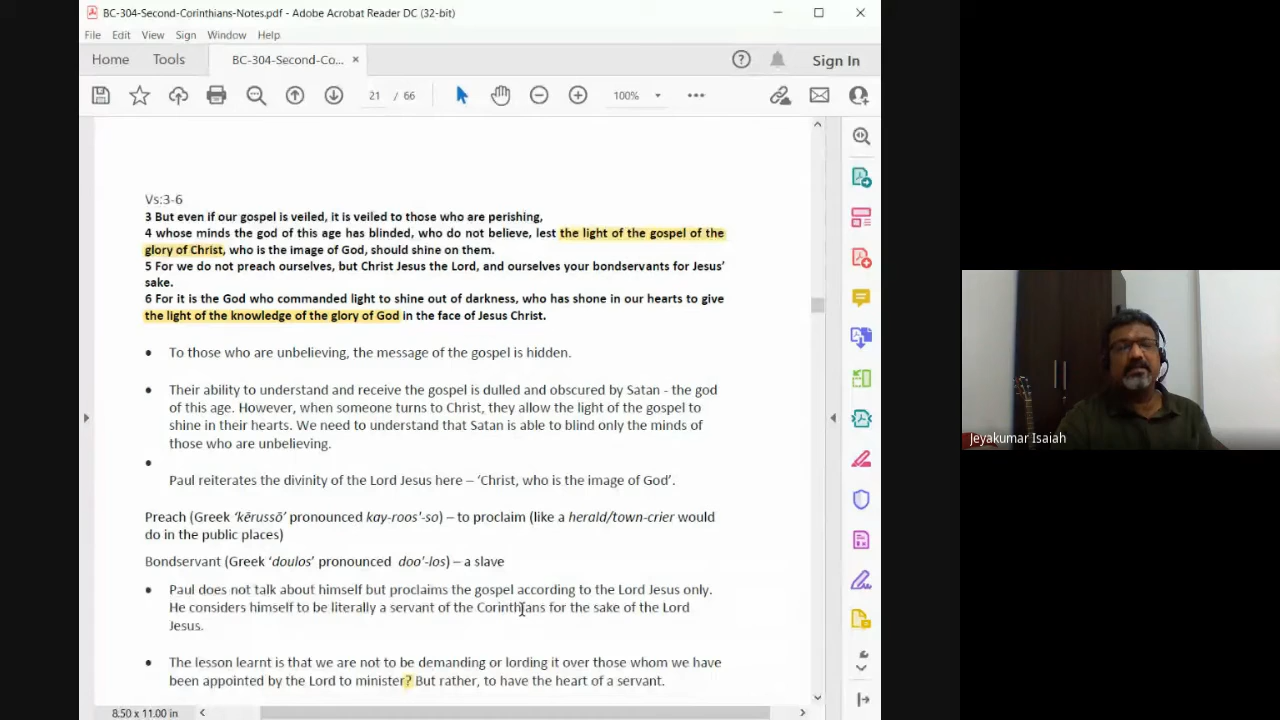 BC-304-Second-Corinthians-Notes.pdf - Adobe Acrobat Reader DC (32-bit)
File Edit View Sign Window Help
Home Tools BC-304-Second-Co... × Sign In
21 / 66 100%
Vs:3-6
3 But even if our gospel is veiled, it is veiled to those who are perishing,
4 whose minds the god of this age has blinded, who do not believe, lest the light of the gospel of the
glory of Christ, who is the image of God, should shine on them.
5 For we do not preach ourselves, but Christ Jesus the Lord, and ourselves your bondservants for Jesus’
sake.
6 For it is the God who commanded light to shine out of darkness, who has shone in our hearts to give
the light of the knowledge of the glory of God in the face of Jesus Christ.
• To those who are unbelieving, the message of the gospel is hidden.
• Their ability to understand and receive the gospel is dulled and obscured by Satan - the god
of this age. However, when someone turns to Christ, they allow the light of the gospel to
shine in their hearts. We need to understand that Satan is able to blind only the minds of
those who are unbelieving.
•
Paul reiterates the divinity of the Lord Jesus here – ‘Christ, who is the image of God’.
Preach (Greek ‘kērussō’ pronounced kay-roos'-so) – to proclaim (like a herald/town-crier would
do in the public places)
Bondservant (Greek ‘doulos’ pronounced doo'-los) – a slave
• Paul does not talk about himself but proclaims the gospel according to the Lord Jesus only.
He considers himself to be literally a servant of the Corinthians for the sake of the Lord
Jesus.
• The lesson learnt is that we are not to be demanding or lording it over those whom we have
been appointed by the Lord to minister? But rather, to have the heart of a servant.
8.50 x 11.00 in
Jeyakumar Isaiah